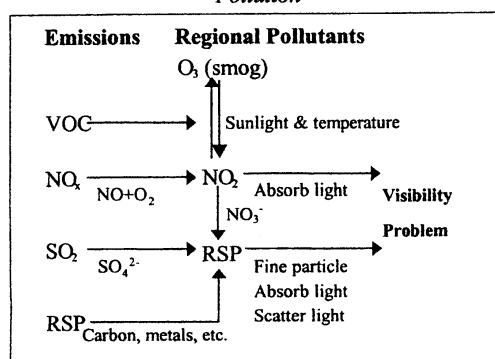 Pollution
Emissions Regional Pollutants
O₃ (smog)
VOC
Sunlight & temperature
NOₓ NO₂
NO+O₂ Absorb light
Visibility
NO₃⁻
Problem
SO₂ RSP
SO₄²⁻ Fine particle
Absorb light
Scatter light
RSP
Carbon, metals, etc.